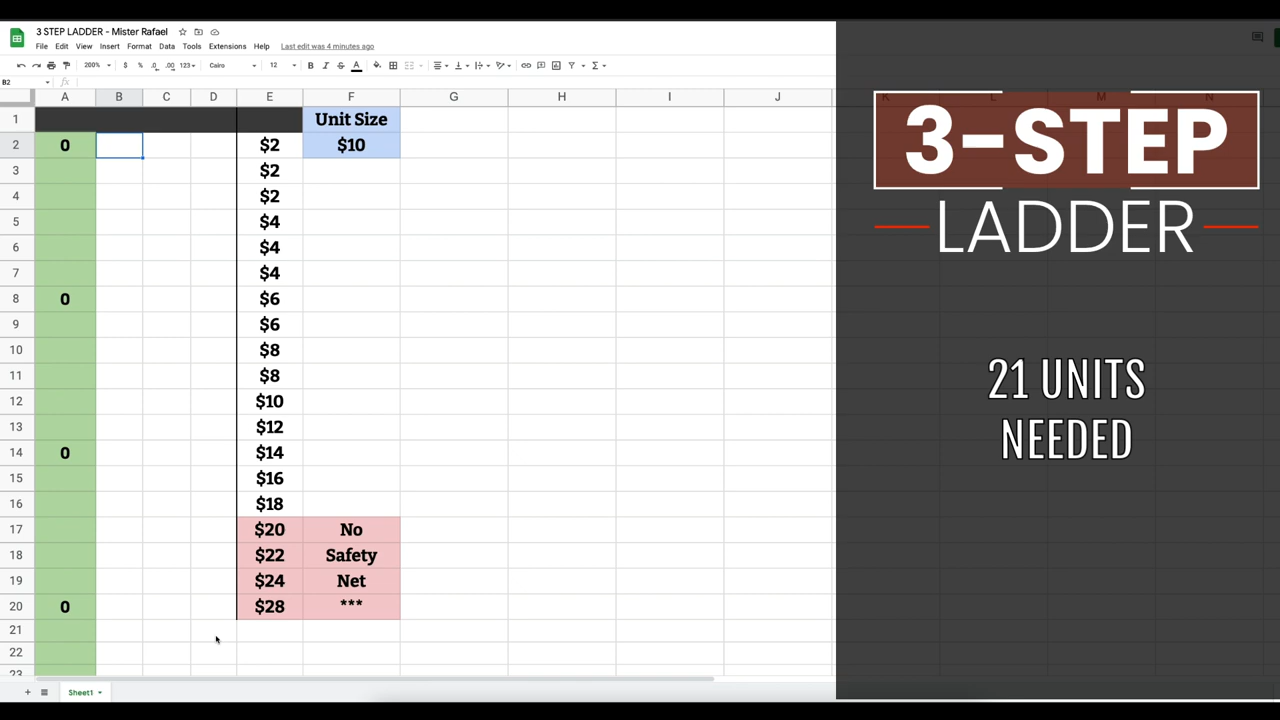 3 STEP LADDER - Mister Rafael
File Edit View Insert Format Data Tools Extensions Help Last edit was 4 minutes ago
200% $ % .0 .00 123 Cairo 12 B I S A
B2 fx
A B C D E F G H I J K L M N
1 Unit Size
2 0 $2 $10
3 $2
4 $2
5 $4
6 $4
7 $4
8 0 $6
9 $6
10 $8
11 $8
12 $10
13 $12
14 0 $14
15 $16
16 $18
17 $20 No
18 $22 Safety
19 $24 Net
20 0 $28 ***
21
22
23
Sheet1
3-STEP
LADDER
21 UNITS
NEEDED